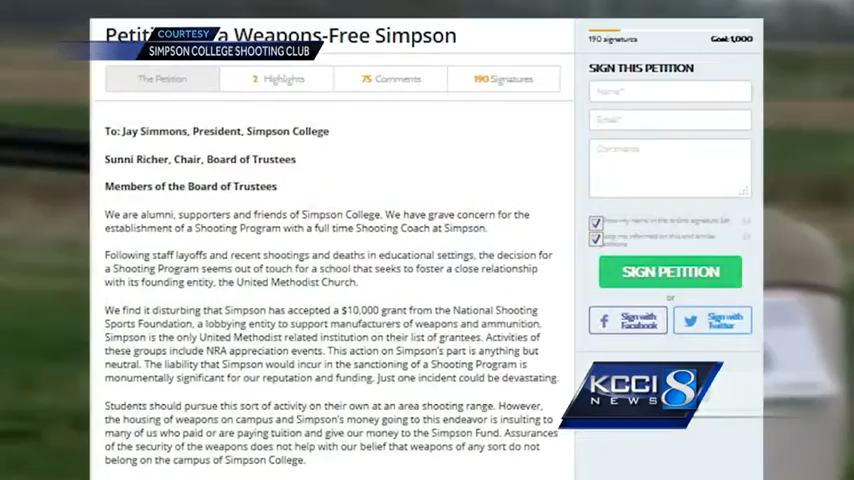 COURTESY
SIMPSON COLLEGE SHOOTING CLUB
a Weapons-Free Simpson
The Petition
2 Highlights
75 Comments
190 Signatures
To: Jay Simmons, President, Simpson College
Sunni Richer, Chair, Board of Trustees
Members of the Board of Trustees
We are alumni, supporters and friends of Simpson College. We have grave concern for the
establishment of a Shooting Program with a full time Shooting Coach at Simpson.
Following staff layoffs and recent shootings and deaths in educational settings, the decision for
a Shooting Program seems out of touch for a school that seeks to foster a close relationship
with its founding entity, the United Methodist Church.
We find it disturbing that Simpson has accepted a $10,000 grant from the National Shooting
Sports Foundation, a lobbying entity to support manufacturers of weapons and ammunition.
Simpson is the only United Methodist related institution on their list of grantees. Activities of
these groups include NRA appreciation events. This action on Simpson's part is anything but
neutral. The liability that Simpson would incur in the sanctioning of a Shooting Program is
monumentally significant for our reputation and funding. Just one incident could be devastating.
Students should pursue this sort of activity on their own at an area shooting range. However,
the housing of weapons on campus and Simpson's money going to this endeavor is insulting to
many of us who paid or are paying tuition and give our money to the Simpson Fund. Assurances
of the security of the weapons does not help with our belief that weapons of any sort do not
belong on the campus of Simpson College.
190 signatures
Goal: 1,000
SIGN THIS PETITION
Name*
Email*
Comments
SIGN PETITION
or
Sign with
Facebook
Sign with
Twitter
KCCI 8
NEWS